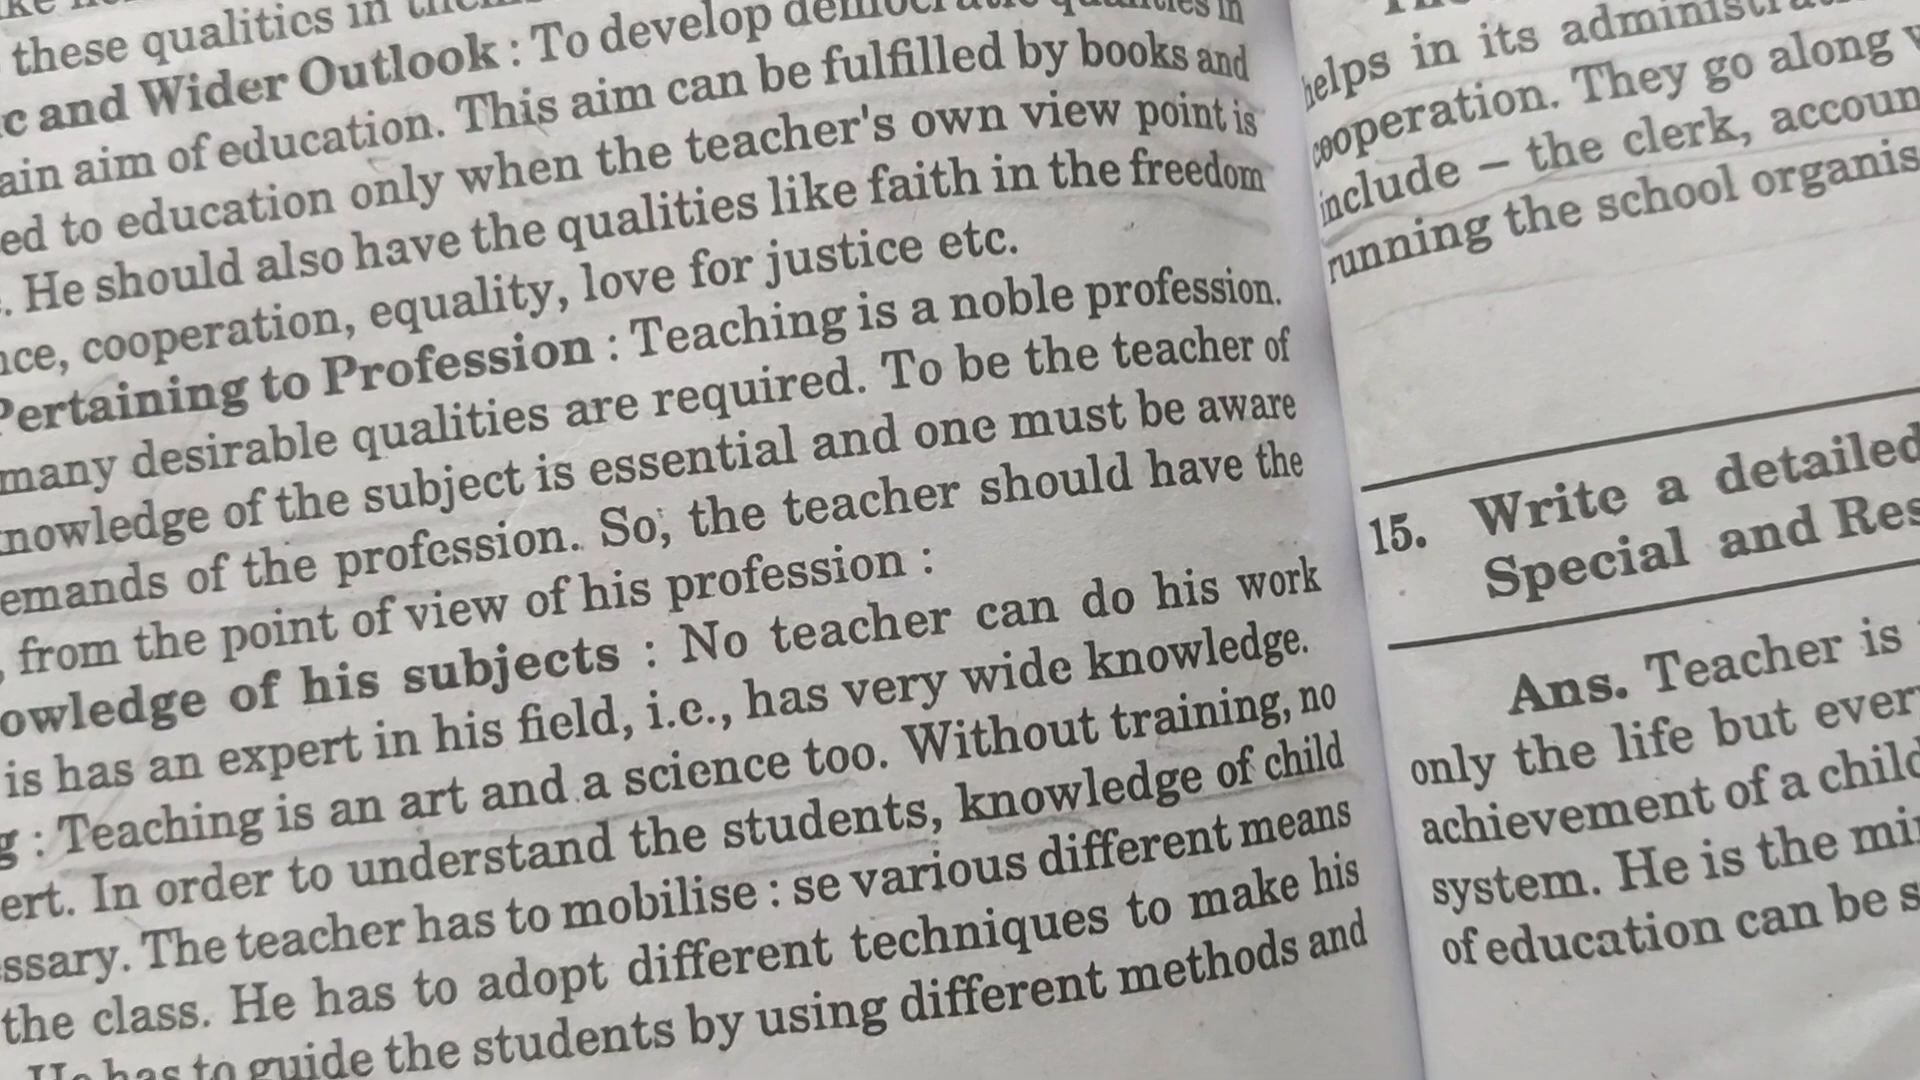 these qualitics in
c and Wider Outlook : To develop democratic qualities in
ain aim of education. This aim can be fulfilled by books and
ed to education only when the teacher's own view point is
. He should also have the qualities like faith in the freedom
nce, cooperation, equality, love for justice etc.
Pertaining to Profession : Teaching is a noble profession.
many desirable qualities are required. To be the teacher of
nowledge of the subject is essential and one must be aware
emands of the profession. So, the teacher should have the
, from the point of view of his profession :
owledge of his subjects : No teacher can do his work
is has an expert in his field, i.e., has very wide knowledge.
g : Teaching is an art and a science too. Without training, no
ert. In order to understand the students, knowledge of child
ssary. The teacher has to mobilise : se various different means
the class. He has to adopt different techniques to make his
He has to guide the students by using different methods and
helps in its administra
cooperation. They go along
include – the clerk, accoun
running the school organis
15. Write a detailed
Special and Res
Ans. Teacher is
only the life but ever
achievement of a child
system. He is the mi
of education can be s